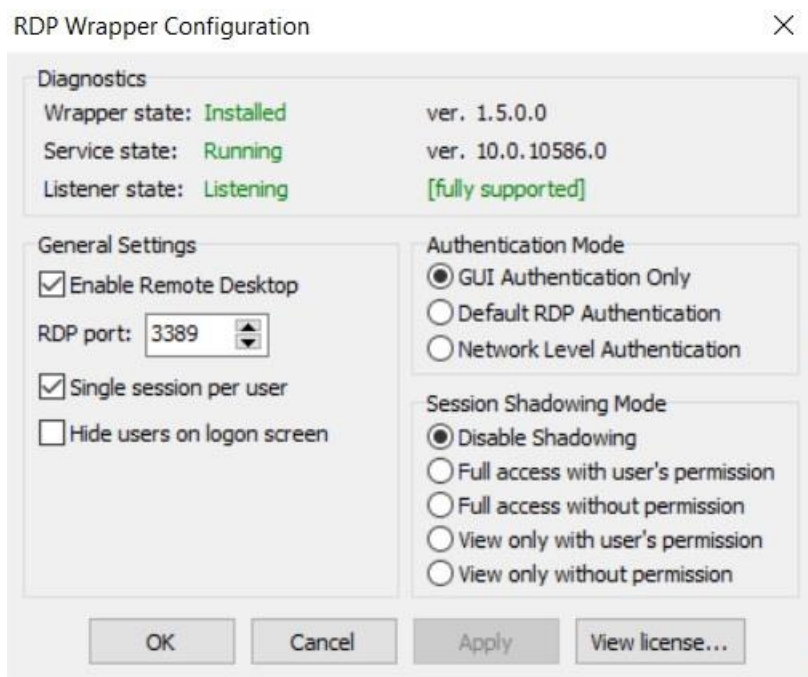 RDP Wrapper Configuration
Diagnostics
Wrapper state: Installed ver. 1.5.0.0
Service state: Running ver. 10.0.10586.0
Listener state: Listening [fully supported]
General Settings
Enable Remote Desktop
RDP port: 3389
Single session per user
Hide users on logon screen
Authentication Mode
GUI Authentication Only
Default RDP Authentication
Network Level Authentication
Session Shadowing Mode
Disable Shadowing
Full access with user's permission
Full access without permission
View only with user's permission
View only without permission
OK Cancel Apply View license...